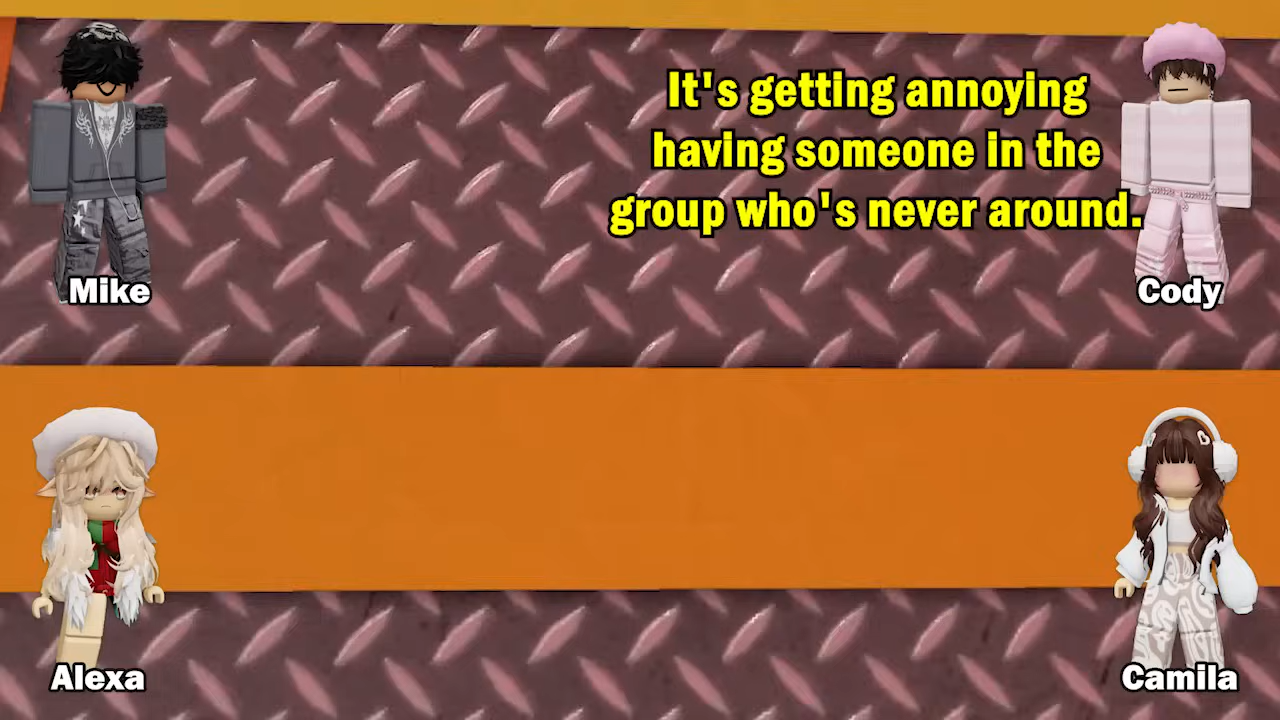 It's getting annoying
having someone in the
group who's never around.
Mike
Cody
Alexa
Camila